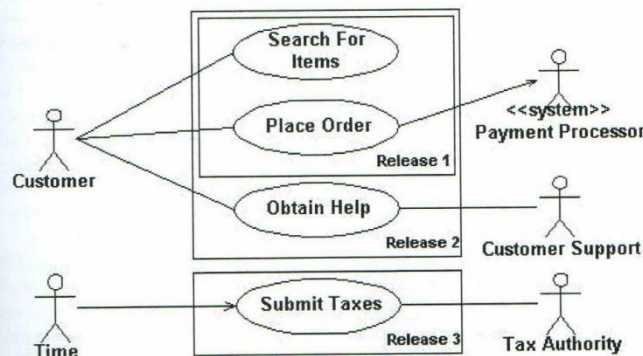 Search For
Items
<<system>>
Payment Processor
Place Order
Release 1
Customer
Obtain Help
Release 2
Customer Support
Submit Taxes
Release 3
Time
Tax Authority